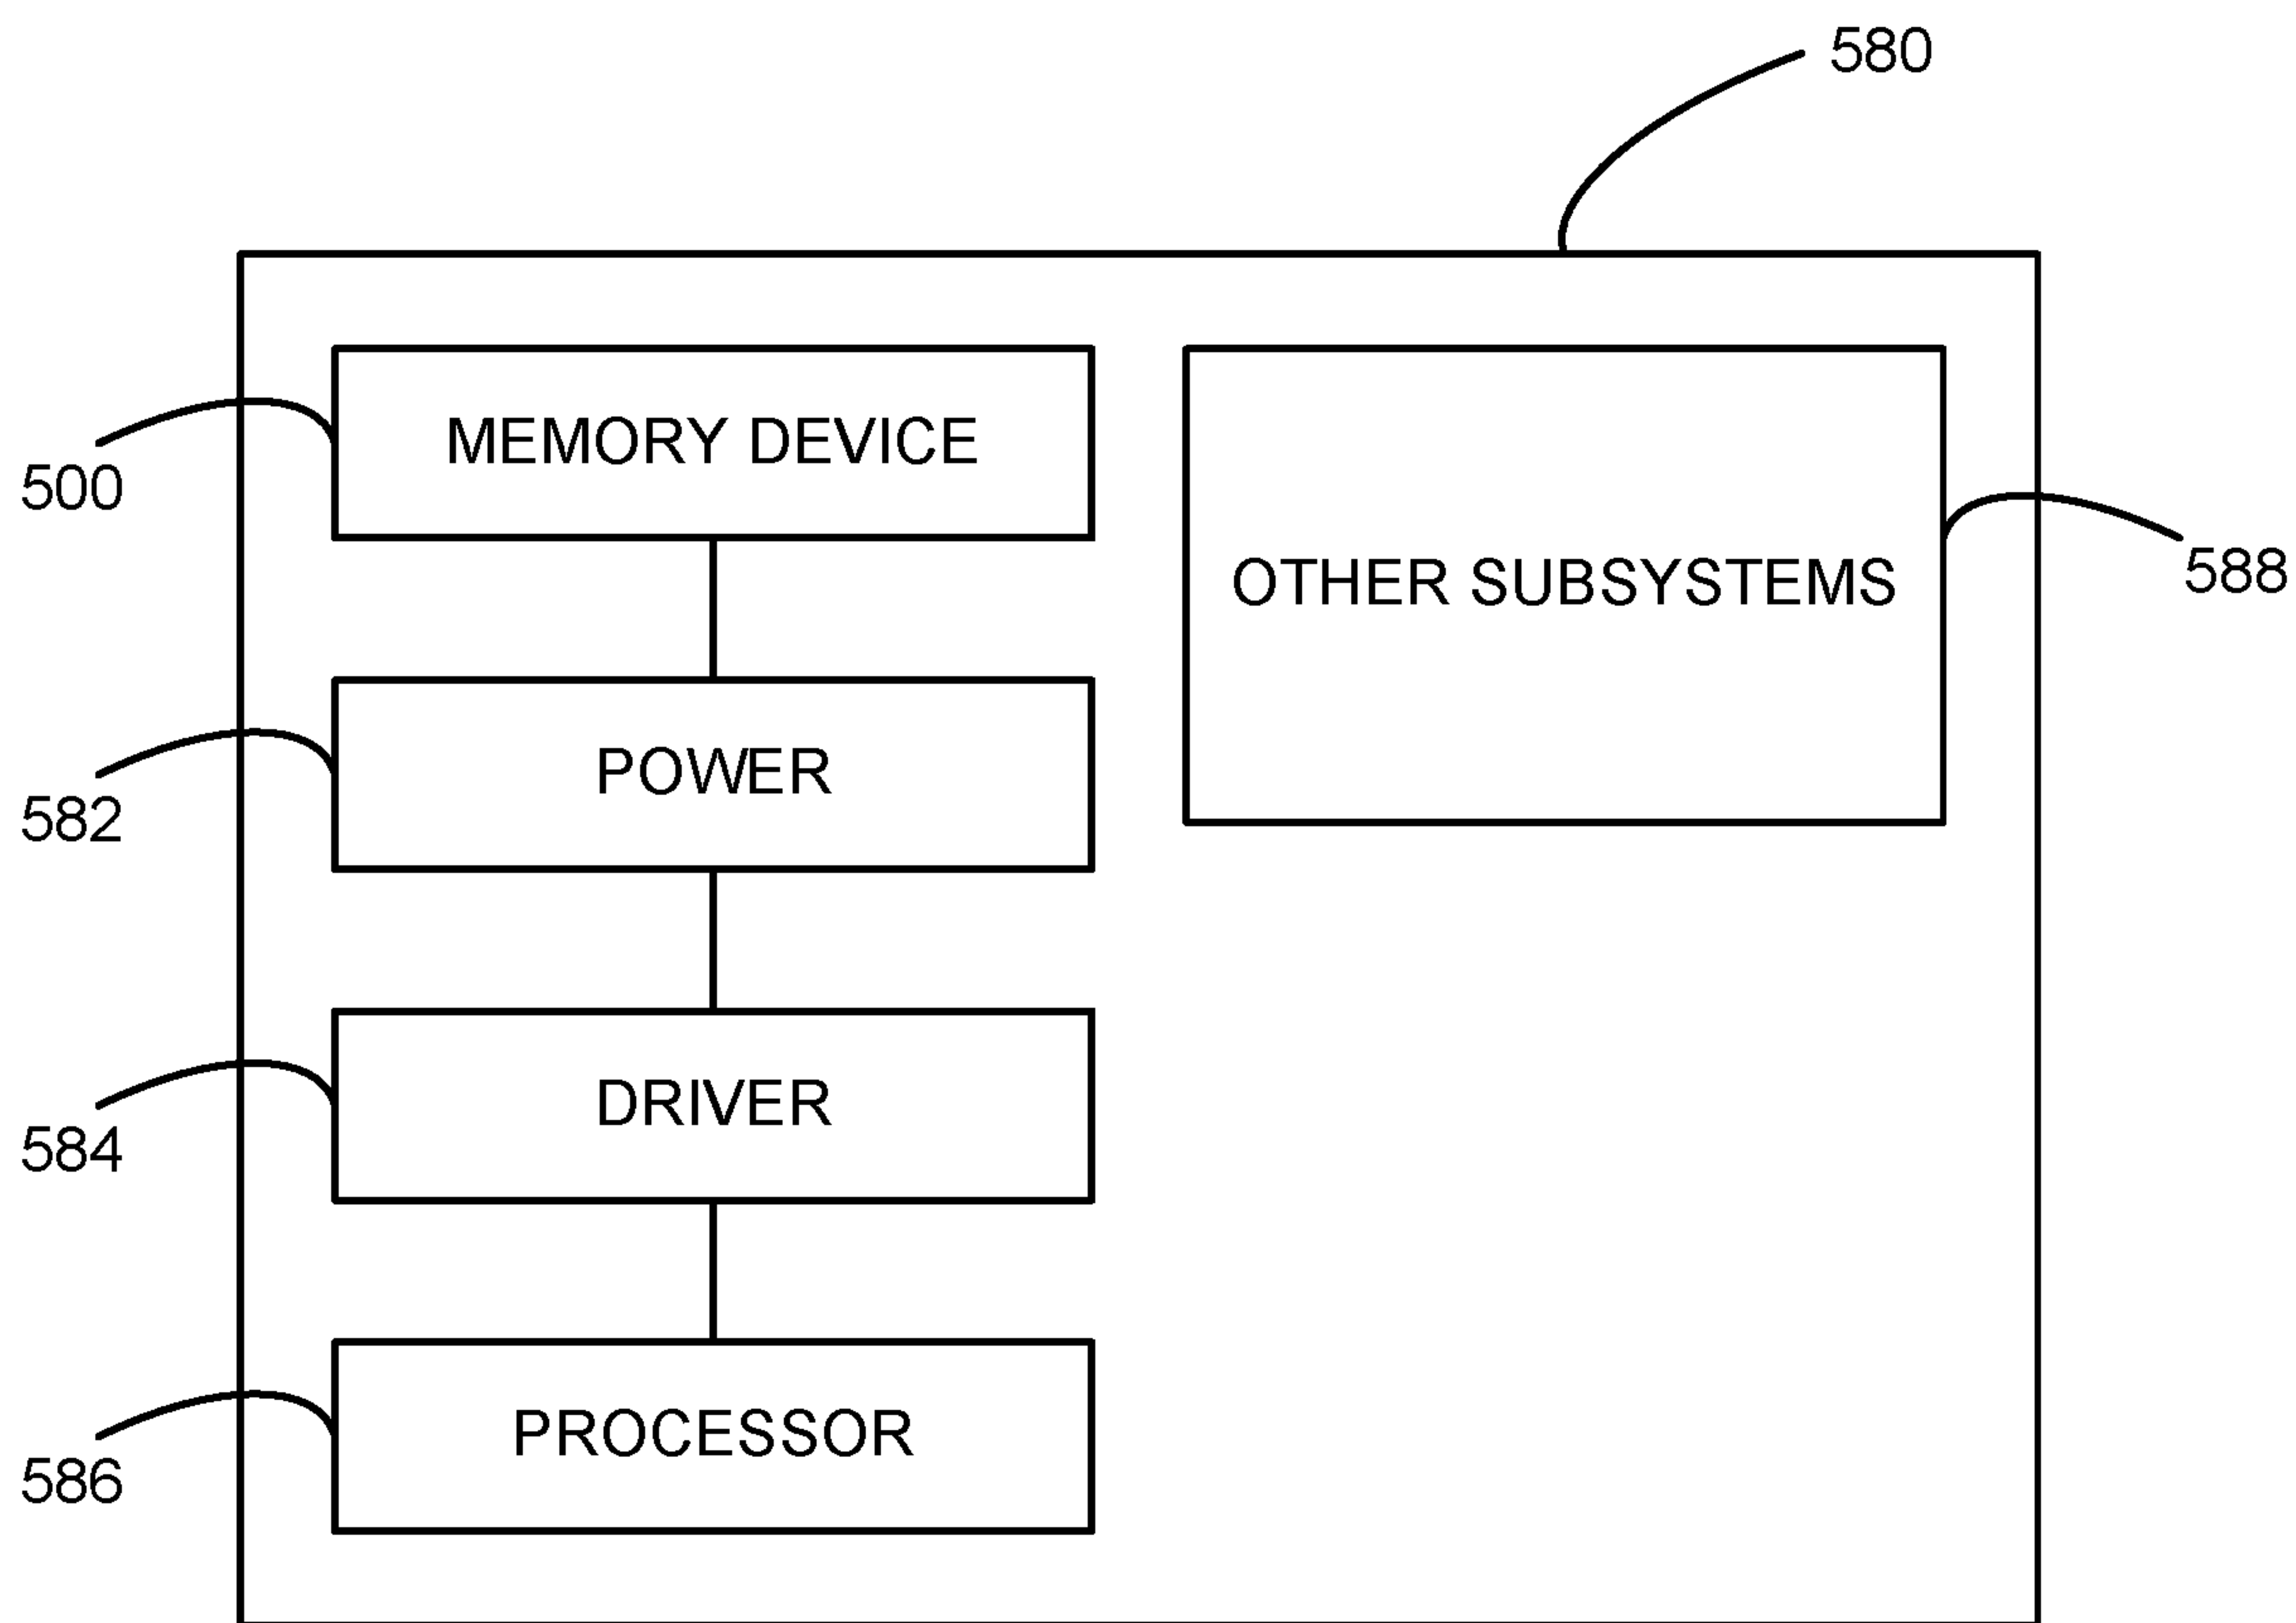 580
MEMORY DEVICE
500
OTHER SUBSYSTEMS
588
POWER
582
DRIVER
584
PROCESSOR
586